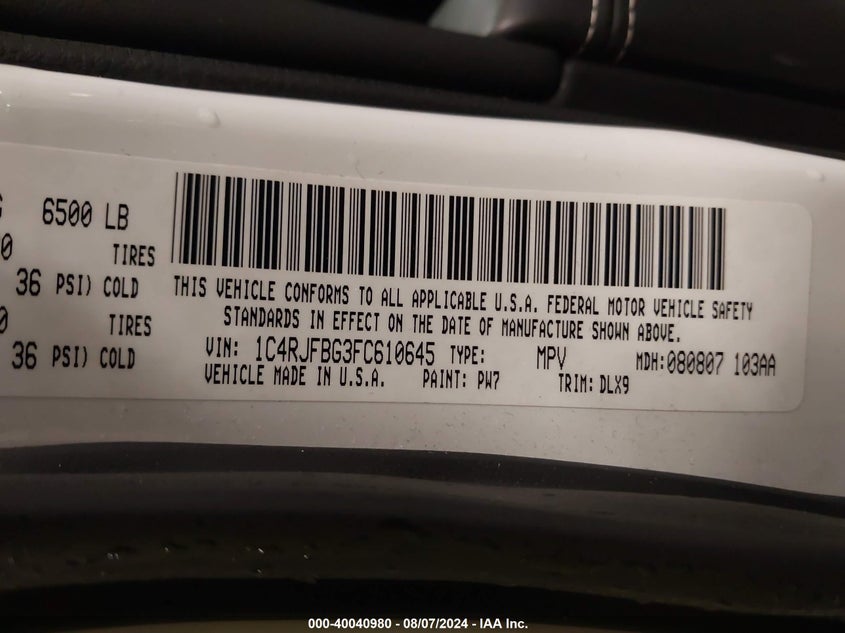 G 6500 LB
0 TIRES
36 PSI) COLD
0 TIRES
36 PSI) COLD
THIS VEHICLE CONFORMS TO ALL APPLICABLE U.S.A. FEDERAL MOTOR VEHICLE SAFETY
STANDARDS IN EFFECT ON THE DATE OF MANUFACTURE SHOWN ABOVE.
VIN: 1C4RJFBG3FC610645 TYPE: MPV MDH:080807 103AA
VEHICLE MADE IN U.S.A. PAINT: PW7 TRIM:DLX9
000-40040980 - 08/07/2024 - IAA Inc.